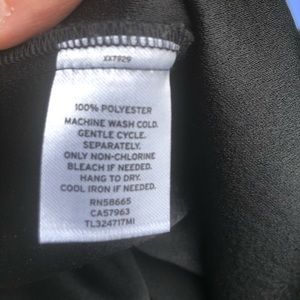 XX7929
100% POLYESTER
MACHINE WASH COLD.
GENTLE CYCLE.
SEPARATELY.
ONLY NON-CHLORINE
BLEACH IF NEEDED.
HANG TO DRY.
COOL IRON IF NEEDED.
RN58665
CA57963
TL324717MI